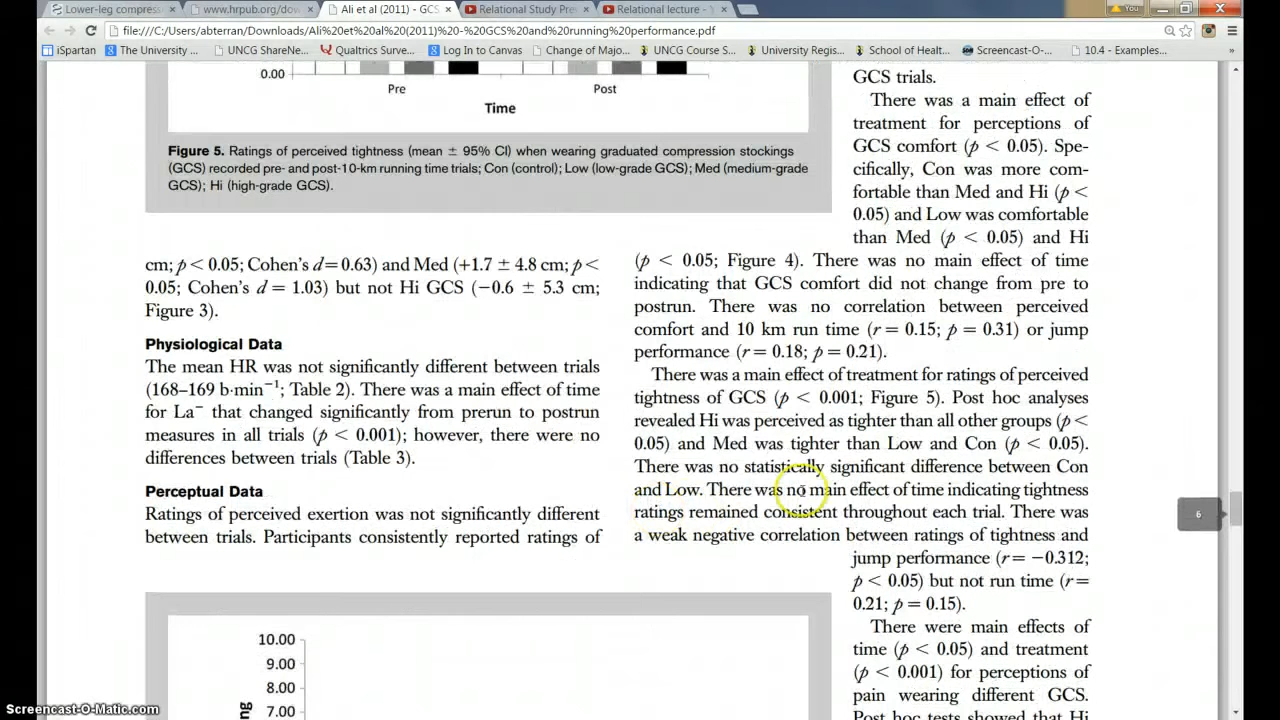 Lower-leg compress
www.hrpub.org/dow
Ali et al (2011) - GCS
Relational Study Prev
Relational lecture - Y
You
file:///C:/Users/abterran/Downloads/Ali%20et%20al%20(2011)%20-%20GCS%20and%20running%20performance.pdf
iSpartan
The University ...
UNCG ShareNe...
Qualtrics Surve...
Log In to Canvas
Change of Major...
UNCG Course S...
University Regis...
School of Healt...
Screencast-O-...
10.4 - Examples...
0.00
Pre
Post
Time
Figure 5. Ratings of perceived tightness (mean ± 95% CI) when wearing graduated compression stockings
(GCS) recorded pre- and post-10-km running time trials; Con (control); Low (low-grade GCS); Med (medium-grade
GCS); Hi (high-grade GCS).
cm; p < 0.05; Cohen's d = 0.63) and Med (+1.7 ± 4.8 cm; p <
0.05; Cohen's d = 1.03) but not Hi GCS (−0.6 ± 5.3 cm;
Figure 3).
Physiological Data
The mean HR was not significantly different between trials
(168–169 b·min⁻¹; Table 2). There was a main effect of time
for La⁻ that changed significantly from prerun to postrun
measures in all trials (p < 0.001); however, there were no
differences between trials (Table 3).
Perceptual Data
Ratings of perceived exertion was not significantly different
between trials. Participants consistently reported ratings of
GCS trials.
There was a main effect of
treatment for perceptions of
GCS comfort (p < 0.05). Spe-
cifically, Con was more com-
fortable than Med and Hi (p <
0.05) and Low was comfortable
than Med (p < 0.05) and Hi
(p < 0.05; Figure 4). There was no main effect of time
indicating that GCS comfort did not change from pre to
postrun. There was no correlation between perceived
comfort and 10 km run time (r = 0.15; p = 0.31) or jump
performance (r = 0.18; p = 0.21).
There was a main effect of treatment for ratings of perceived
tightness of GCS (p < 0.001; Figure 5). Post hoc analyses
revealed Hi was perceived as tighter than all other groups (p <
0.05) and Med was tighter than Low and Con (p < 0.05).
There was no statistically significant difference between Con
and Low. There was no main effect of time indicating tightness
ratings remained consistent throughout each trial. There was
a weak negative correlation between ratings of tightness and
jump performance (r = −0.312;
p < 0.05) but not run time (r =
0.21; p = 0.15).
There were main effects of
time (p < 0.05) and treatment
(p < 0.001) for perceptions of
pain wearing different GCS.
Post hoc tests showed that Hi
6
10.00
9.00
8.00
7.00
ng
Screencast-O-Matic.com